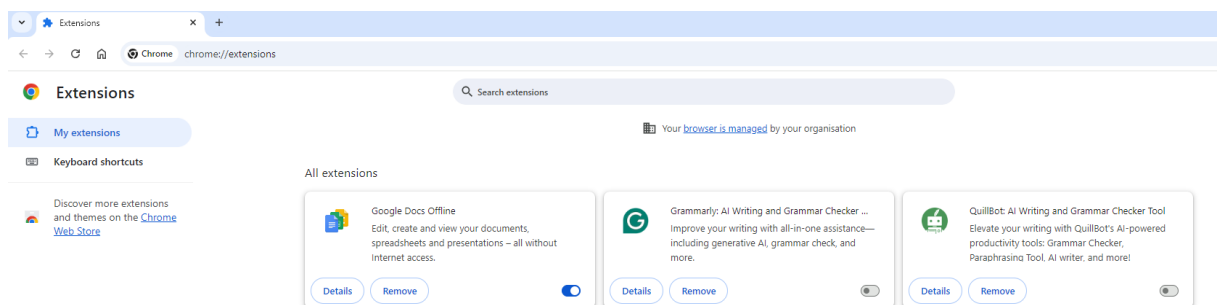 Extensions
Chrome
chrome://extensions
Extensions
Search extensions
Your browser is managed by your organisation
My extensions
Keyboard shortcuts
Discover more extensions
and themes on the Chrome
Web Store
All extensions
Google Docs Offline
Edit, create and view your documents,
spreadsheets and presentations – all without
Internet access.
Details
Remove
Grammarly: AI Writing and Grammar Checker ...
Improve your writing with all-in-one assistance—
including generative AI, grammar check, and
more.
Details
Remove
QuillBot: AI Writing and Grammar Checker Tool
Elevate your writing with QuillBot's AI-powered
productivity tools: Grammar Checker,
Paraphrasing Tool, AI writer, and more!
Details
Remove